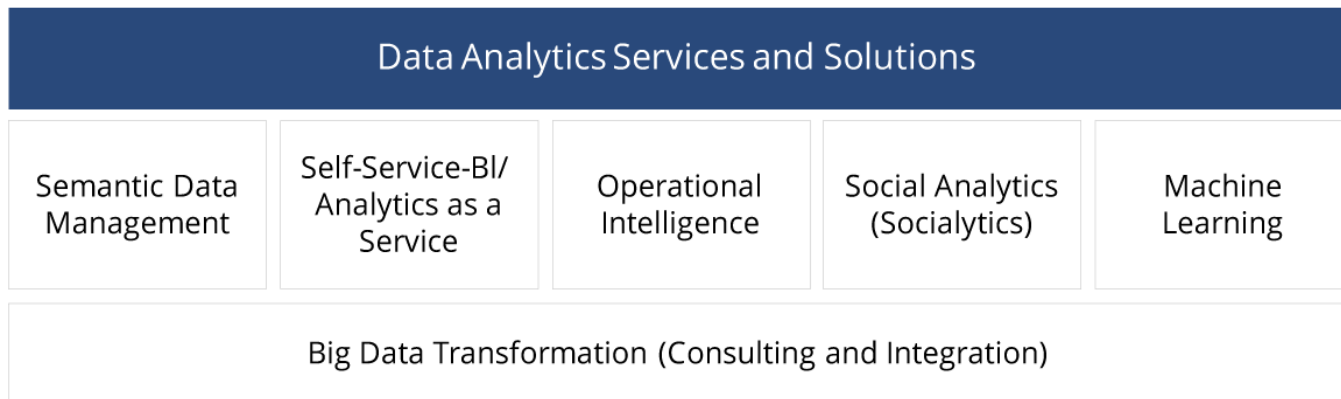 Data Analytics Services and Solutions
Semantic Data
Management
Self-Service-BI/
Analytics as a
Service
Operational
Intelligence
Social Analytics
(Socialytics)
Machine
Learning
Big Data Transformation (Consulting and Integration)